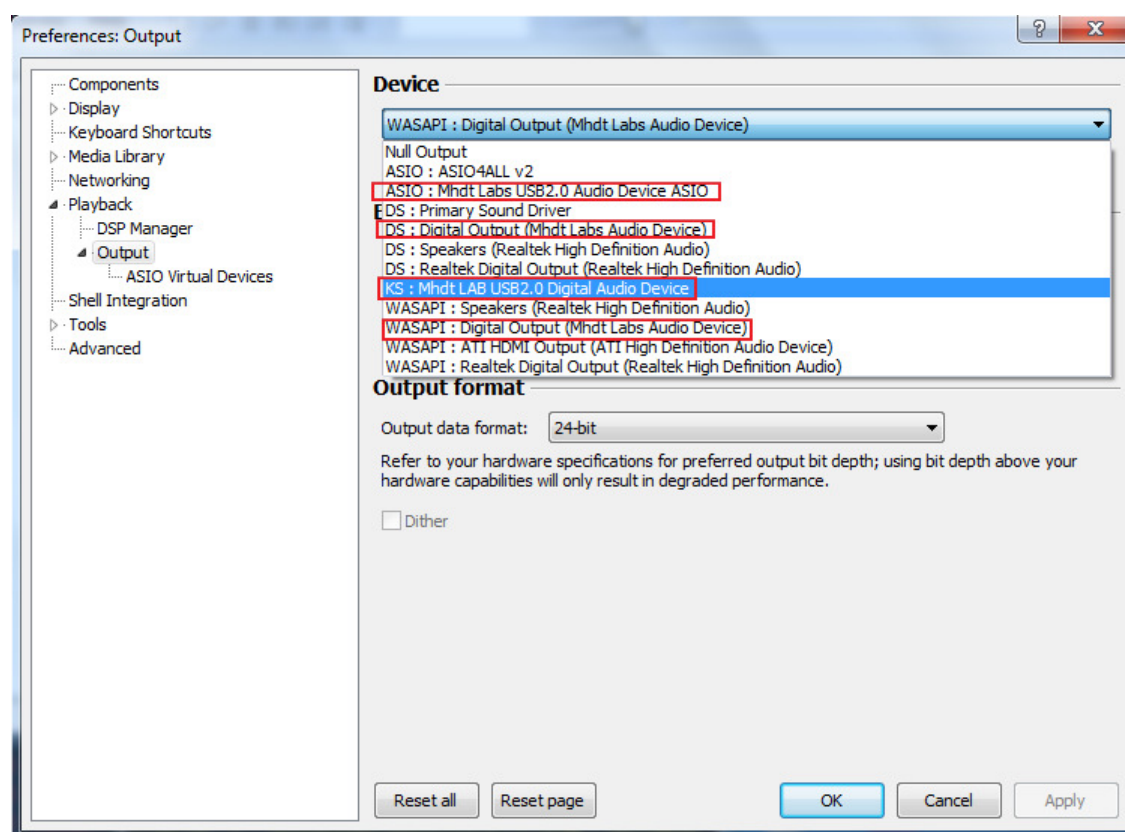 Preferences: Output
Components
Display
Keyboard Shortcuts
Media Library
Networking
Playback
DSP Manager
Output
ASIO Virtual Devices
Shell Integration
Tools
Advanced
Device
WASAPI : Digital Output (Mhdt Labs Audio Device)
Null Output
ASIO : ASIO4ALL v2
ASIO : Mhdt Labs USB2.0 Audio Device ASIO
DS : Primary Sound Driver
DS : Digital Output (Mhdt Labs Audio Device)
DS : Speakers (Realtek High Definition Audio)
DS : Realtek Digital Output (Realtek High Definition Audio)
KS : Mhdt LAB USB2.0 Digital Audio Device
WASAPI : Speakers (Realtek High Definition Audio)
WASAPI : Digital Output (Mhdt Labs Audio Device)
WASAPI : ATI HDMI Output (ATI High Definition Audio Device)
WASAPI : Realtek Digital Output (Realtek High Definition Audio)
Output format
Output data format: 24-bit
Refer to your hardware specifications for preferred output bit depth; using bit depth above your
hardware capabilities will only result in degraded performance.
Dither
Reset all Reset page OK Cancel Apply